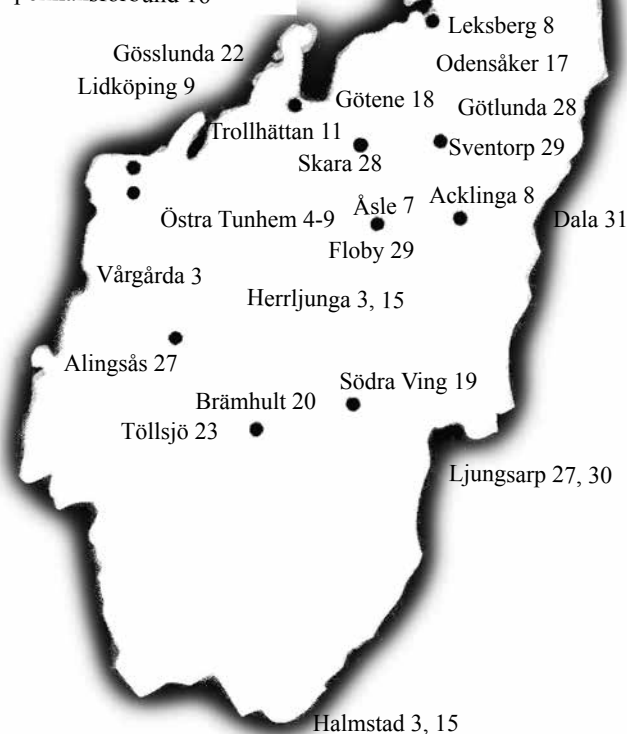 18
Leksberg 8
Gösslunda 22
Odensåker 17
Lidköping 9
Götene 18
Götlunda 28
Trollhättan 11
Skara 28
Sventorp 29
Östra Tunhem 4-9
Åsle 7
Acklinga 8
Dala 31
Floby 29
Vårgårda 3
Herrljunga 3, 15
Alingsås 27
Södra Ving 19
Brämhult 20
Töllsjö 23
Ljungsarp 27, 30
Halmstad 3, 15